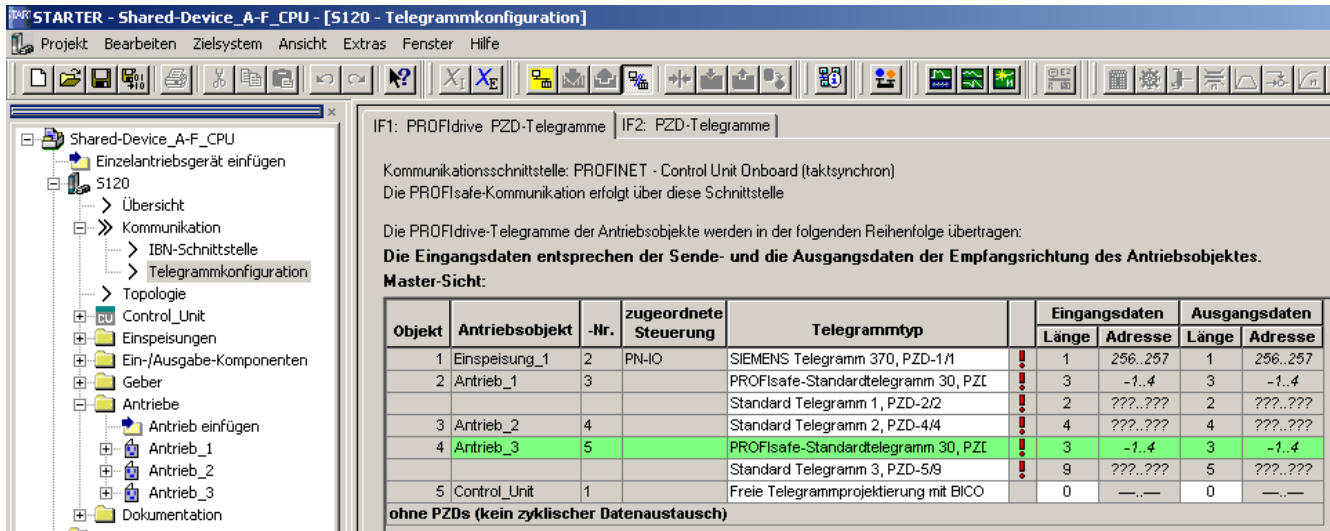 STARTER - Shared-Device_A-F_CPU - [S120 - Telegrammkonfiguration]
Projekt Bearbeiten Zielsystem Ansicht Extras Fenster Hilfe
Shared-Device_A-F_CPU
Einzelantriebsgerät einfügen
S120
Übersicht
Kommunikation
IBN-Schnittstelle
Telegrammkonfiguration
Topologie
Control_Unit
Einspeisungen
Ein-/Ausgabe-Komponenten
Geber
Antriebe
Antrieb einfügen
Antrieb_1
Antrieb_2
Antrieb_3
Dokumentation
IF1: PROFIdrive PZD-Telegramme IF2: PZD-Telegramme
Kommunikationsschnittstelle: PROFINET - Control Unit Onboard (taktsynchron)
Die PROFIsafe-Kommunikation erfolgt über diese Schnittstelle
Die PROFIdrive-Telegramme der Antriebsobjekte werden in der folgenden Reihenfolge übertragen:
Die Eingangsdaten entsprechen der Sende- und die Ausgangsdaten der Empfangsrichtung des Antriebsobjektes.
Master-Sicht:
Objekt Antriebsobjekt -Nr. zugeordnete Steuerung Telegrammtyp Eingangsdaten Ausgangsdaten
Länge Adresse Länge Adresse
1 Einspeisung_1 2 PN-IO SIEMENS Telegramm 370, PZD-1/1 1 256..257 1 256..257
2 Antrieb_1 3 PROFIsafe-Standardtelegramm 30, PZD 3 -1..4 3 -1..4
Standard Telegramm 1, PZD-2/2 2 ???..??? 2 ???..???
3 Antrieb_2 4 Standard Telegramm 2, PZD-4/4 4 ???..??? 4 ???..???
4 Antrieb_3 5 PROFIsafe-Standardtelegramm 30, PZD 3 -1..4 3 -1..4
Standard Telegramm 3, PZD-5/9 9 ???..??? 5 ???..???
5 Control_Unit 1 Freie Telegrammprojektierung mit BICO 0 ---..--- 0 ---..---
ohne PZDs (kein zyklischer Datenaustausch)